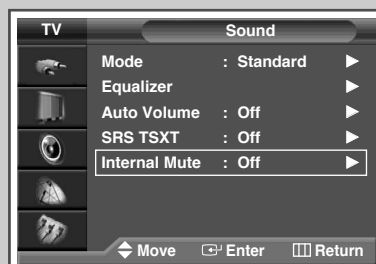 TV Sound
Mode : Standard
Equalizer
Auto Volume : Off
SRS TSXT : Off
Internal Mute : Off
Move Enter Return